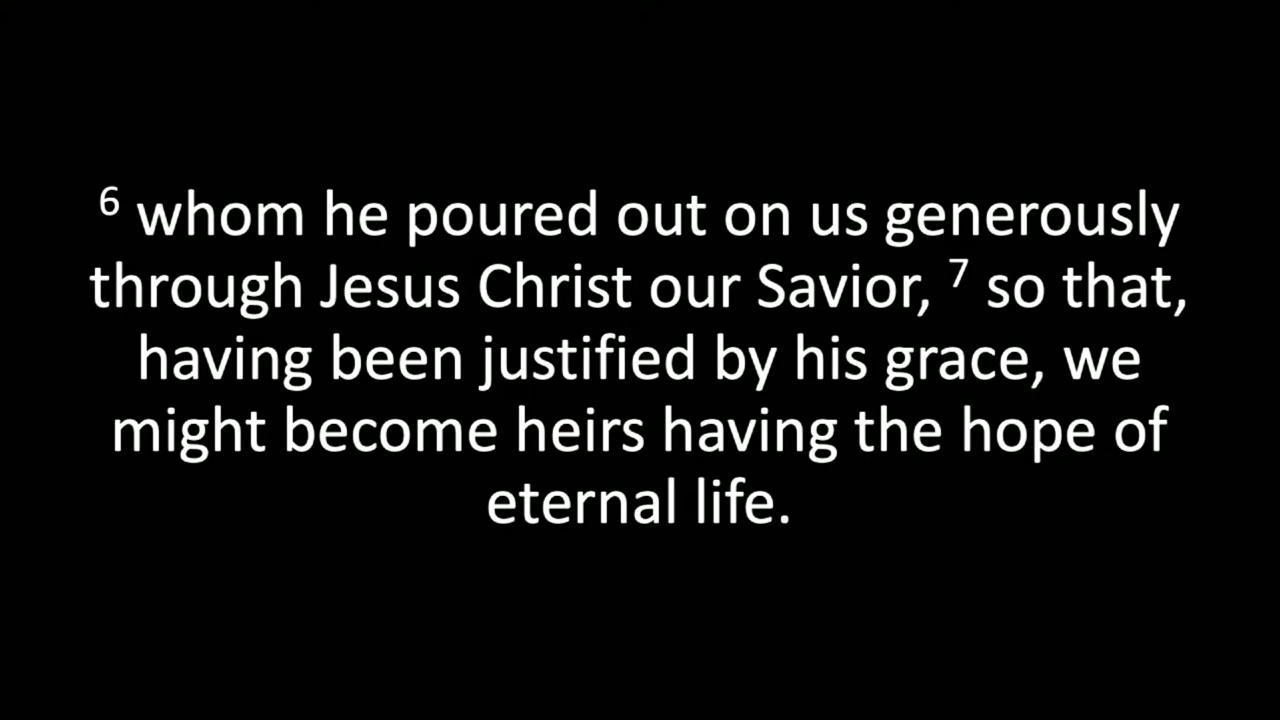 ⁶ whom he poured out on us generously
through Jesus Christ our Savior, ⁷ so that,
having been justified by his grace, we
might become heirs having the hope of
eternal life.